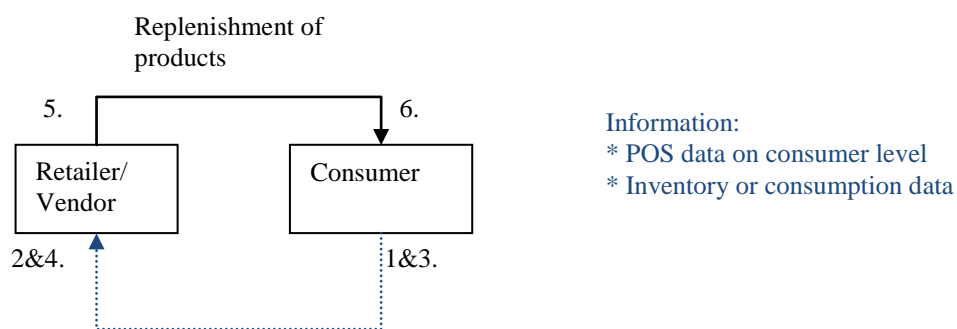 Replenishment of
products
5.
6.
Retailer/
Vendor
Consumer
Information:
* POS data on consumer level
* Inventory or consumption data
2&4.
1&3.